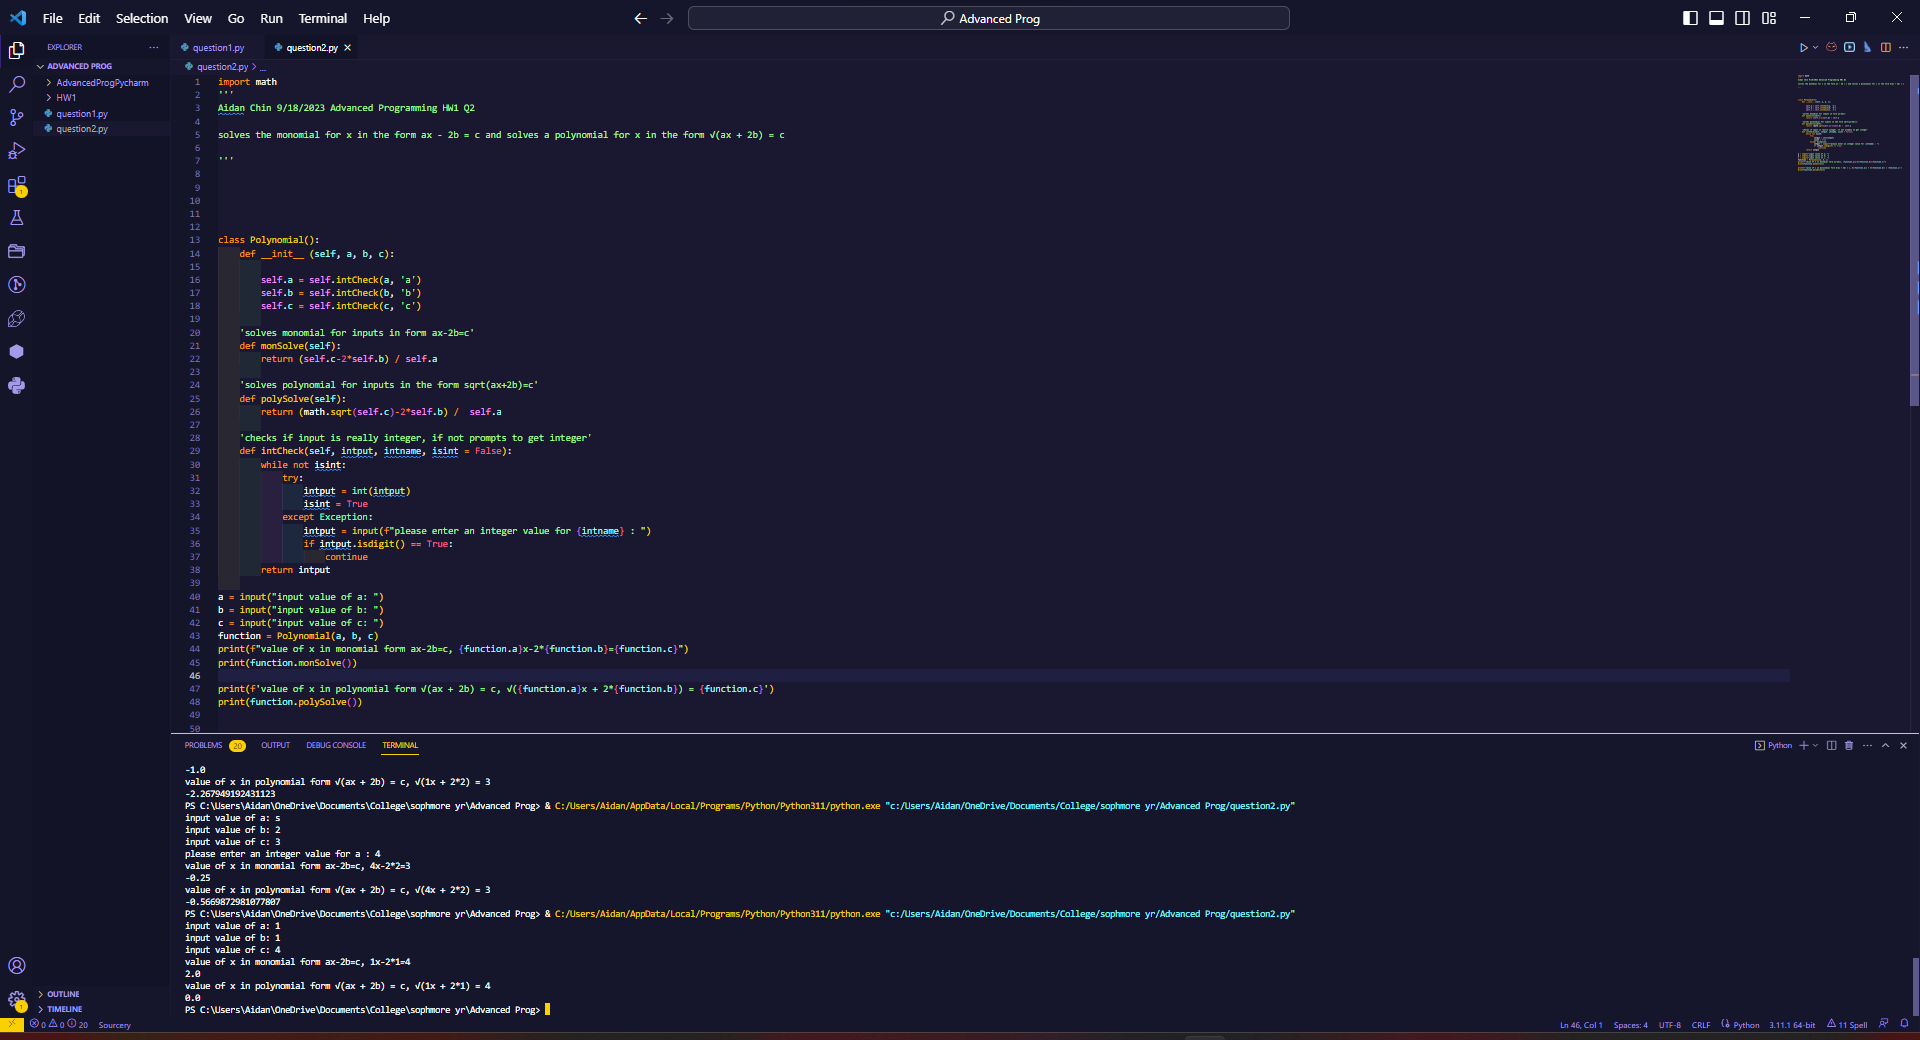 File Edit Selection View Go Run Terminal Help
Advanced Prog
EXPLORER
ADVANCED PROG
AdvancedProgPycharm
HW1
question1.py
question2.py
question1.py question2.py
question2.py > ...
1 import math
2 '''
3 Aidan Chin 9/18/2023 Advanced Programming HW1 Q2
4
5 solves the monomial for x in the form ax - 2b = c and solves a polynomial for x in the form √(ax + 2b) = c
6
7 '''
8
9
10
11
12
13 class Polynomial():
14 def __init__ (self, a, b, c):
15
16 self.a = self.intCheck(a, 'a')
17 self.b = self.intCheck(b, 'b')
18 self.c = self.intCheck(c, 'c')
19
20 'solves monomial for inputs in form ax-2b=c'
21 def monSolve(self):
22 return (self.c-2*self.b) / self.a
23
24 'solves polynomial for inputs in the form sqrt(ax+2b)=c'
25 def polySolve(self):
26 return (math.sqrt(self.c)-2*self.b) /  self.a
27
28 'checks if input is really integer, if not prompts to get integer'
29 def intCheck(self, intput, intname, isint = False):
30 while not isint:
31 try:
32 intput = int(intput)
33 isint = True
34 except Exception:
35 intput = input(f"please enter an integer value for {intname} : ")
36 if intput.isdigit() == True:
37 continue
38 return intput
39
40 a = input("input value of a: ")
41 b = input("input value of b: ")
42 c = input("input value of c: ")
43 function = Polynomial(a, b, c)
44 print(f"value of x in monomial form ax-2b=c, {function.a}x-2*{function.b}={function.c}")
45 print(function.monSolve())
46
47 print(f'value of x in polynomial form √(ax + 2b) = c, √({function.a}x + 2*{function.b}) = {function.c}')
48 print(function.polySolve())
49
50
PROBLEMS 20 OUTPUT DEBUG CONSOLE TERMINAL
Python
-1.0
value of x in polynomial form √(ax + 2b) = c, √(1x + 2*2) = 3
-2.267949192431123
PS C:\Users\Aidan\OneDrive\Documents\College\sophmore yr\Advanced Prog> & C:/Users/Aidan/AppData/Local/Programs/Python/Python311/python.exe "c:/Users/Aidan/OneDrive/Documents/College/sophmore yr/Advanced Prog/question2.py"
input value of a: s
input value of b: 2
input value of c: 3
please enter an integer value for a : 4
value of x in monomial form ax-2b=c, 4x-2*2=3
-0.25
value of x in polynomial form √(ax + 2b) = c, √(4x + 2*2) = 3
-0.5669872981077807
PS C:\Users\Aidan\OneDrive\Documents\College\sophmore yr\Advanced Prog> & C:/Users/Aidan/AppData/Local/Programs/Python/Python311/python.exe "c:/Users/Aidan/OneDrive/Documents/College/sophmore yr/Advanced Prog/question2.py"
input value of a: 1
input value of b: 1
input value of c: 4
value of x in monomial form ax-2b=c, 1x-2*1=4
2.0
value of x in polynomial form √(ax + 2b) = c, √(1x + 2*1) = 4
0.0
PS C:\Users\Aidan\OneDrive\Documents\College\sophmore yr\Advanced Prog>
OUTLINE
TIMELINE
0 0 20 Sourcery
Ln 46, Col 1 Spaces: 4 UTF-8 CRLF Python 3.11.1 64-bit 11 Spell